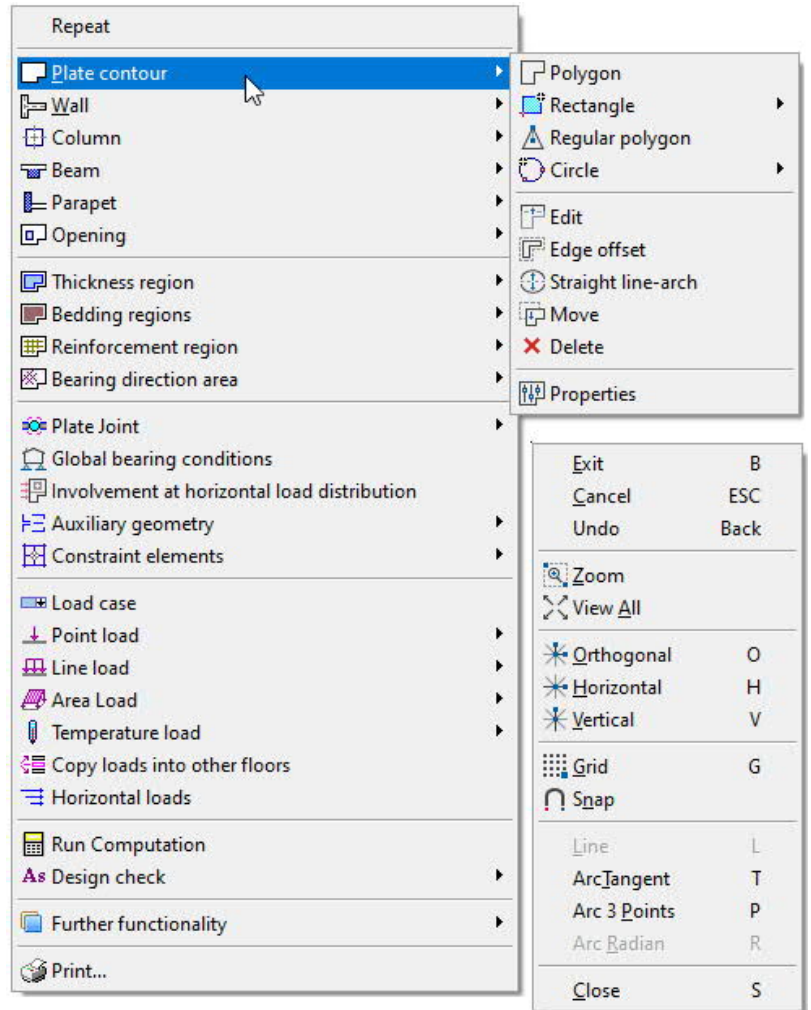 Repeat
Plate contour
Wall
Column
Beam
Parapet
Opening
Thickness region
Bedding regions
Reinforcement region
Bearing direction area
Plate Joint
Global bearing conditions
Involvement at horizontal load distribution
Auxiliary geometry
Constraint elements
Load case
Point load
Line load
Area Load
Temperature load
Copy loads into other floors
Horizontal loads
Run Computation
As Design check
Further functionality
Print...
Polygon
Rectangle
Regular polygon
Circle
Edit
Edge offset
Straight line-arch
Move
Delete
Properties
Exit B
Cancel ESC
Undo Back
Zoom
View All
Orthogonal O
Horizontal H
Vertical V
Grid G
Snap
Line L
ArcTangent T
Arc 3 Points P
Arc Radian R
Close S